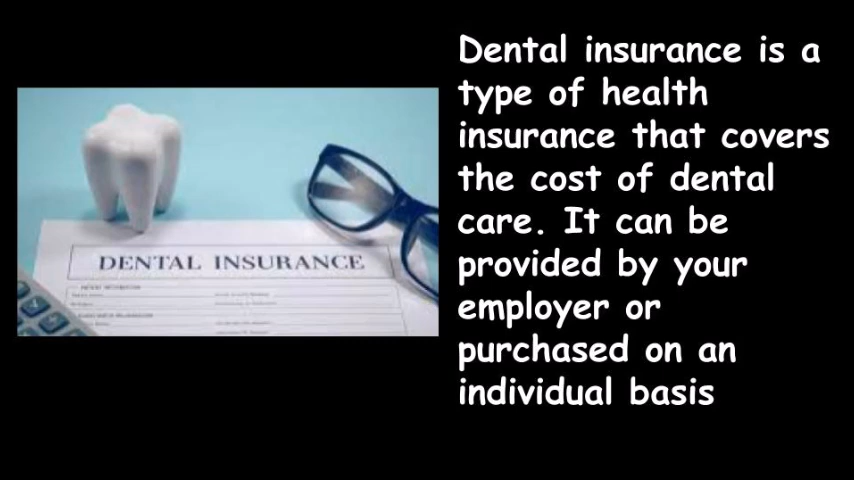 Dental insurance is a
type of health
insurance that covers
the cost of dental
care. It can be
provided by your
employer or
purchased on an
individual basis
DENTAL INSURANCE